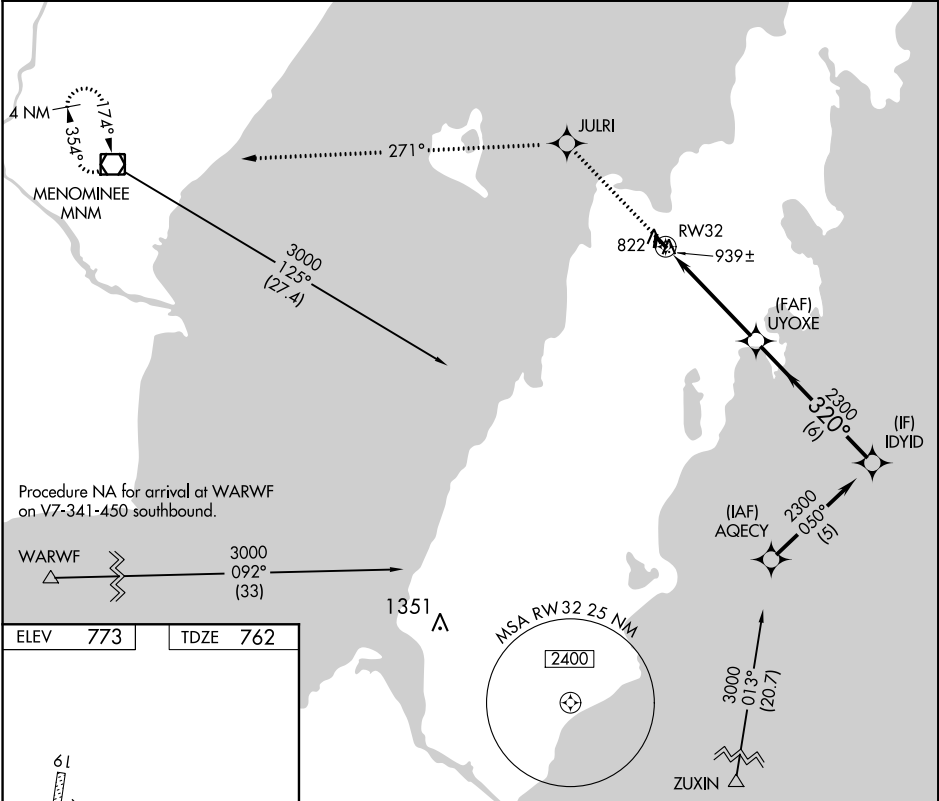 4 NM
174°
354°
MENOMINEE
MNM
271°
JULRI
RW32
822
939±
3000
125°
(27.4)
(FAF)
UYOXE
2300
320°
(6)
(IF)
IDYID
Procedure NA for arrival at WARWF
on V7-341-450 southbound.
WARWF
3000
092°
(33)
(IAF)
AQECY
2300
050°
(5)
1351
MSA RW32 25 NM
2400
3000
013°
(20.7)
ZUXIN
ELEV 773
TDZE 762
19